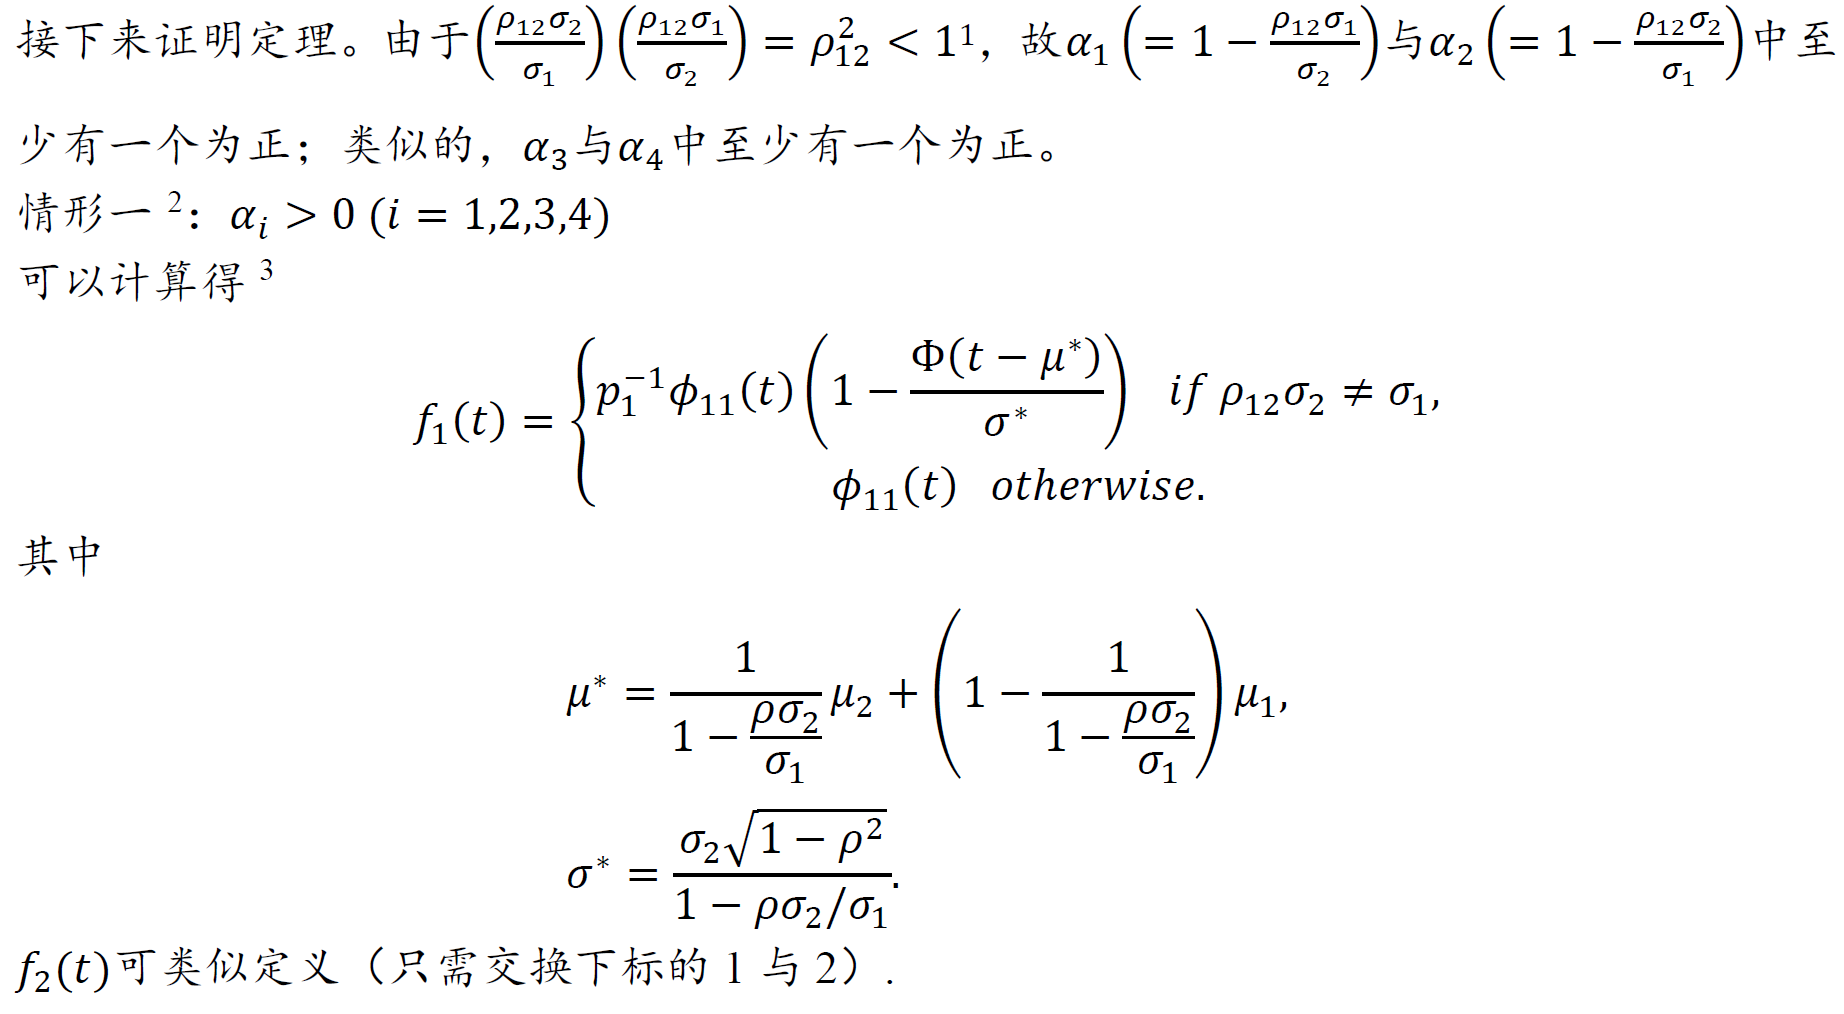 接下来证明定理。由于(ρ₁₂σ₂/σ₁)(ρ₁₂σ₁/σ₂) = ρ₁₂² < 1¹，故α₁(= 1 − ρ₁₂σ₁/σ₂)与α₂(= 1 − ρ₁₂σ₂/σ₁)中至
少有一个为正；类似的，α₃与α₄中至少有一个为正。
情形一 ²：αᵢ > 0 (i = 1,2,3,4)
可以计算得 ³
f₁(t) = { p₁⁻¹ϕ₁₁(t)(1 − Φ(t − μ*)/σ*) if ρ₁₂σ₂ ≠ σ₁,
ϕ₁₁(t) otherwise.
其中
μ* = 1/(1 − ρσ₂/σ₁) μ₂ + (1 − 1/(1 − ρσ₂/σ₁)) μ₁,
σ* = σ₂√(1 − ρ²)/(1 − ρσ₂/σ₁).
f₂(t)可类似定义（只需交换下标的 1 与 2）.